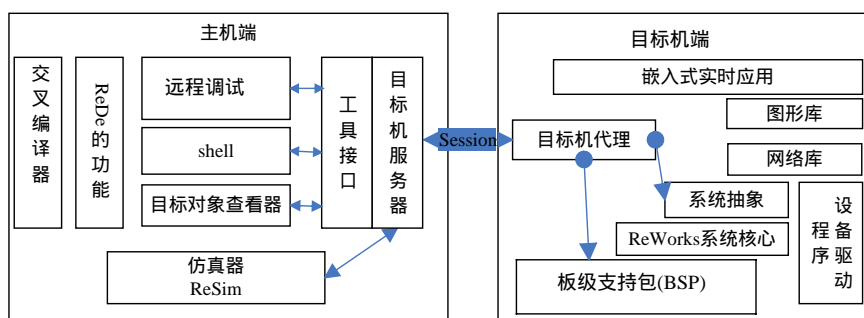 主机端
交叉编译器
ReDe的功能
远程调试
shell
目标对象查看器
工具接口
目标机服务器
仿真器
ReSim
Session
目标机端
嵌入式实时应用
图形库
目标机代理
网络库
系统抽象
ReWorks系统核心
设备驱动
程序
板级支持包(BSP)